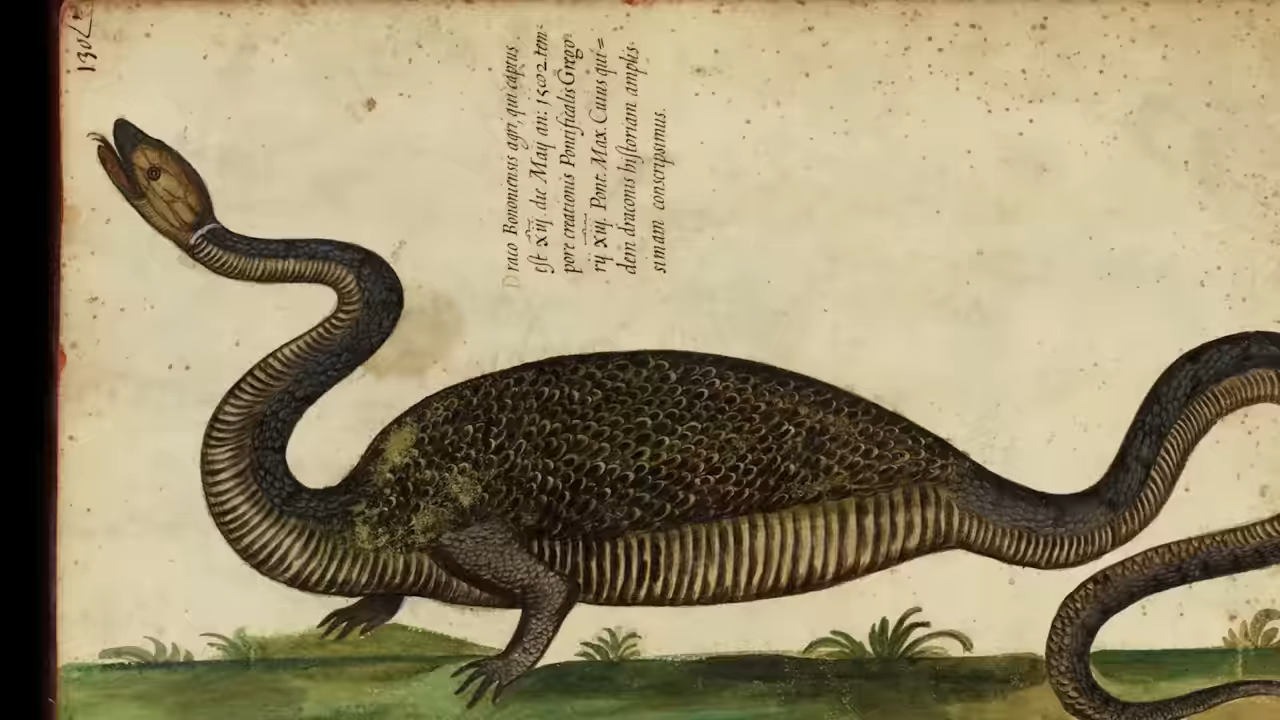 130
Draco Bononiensis agri, qui captus
est xiij. die Maij an: 1502. tem:
pore creationis Pontificalis Grego:
rij xiij. Pont. Max. Cuius qui=
dem draconis historiam amplis:
simam conscripsimus.